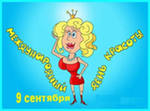 МЕЖДУНАРОДНЫЙ
ДЕНЬ КРАСОТЫ
9 сентября